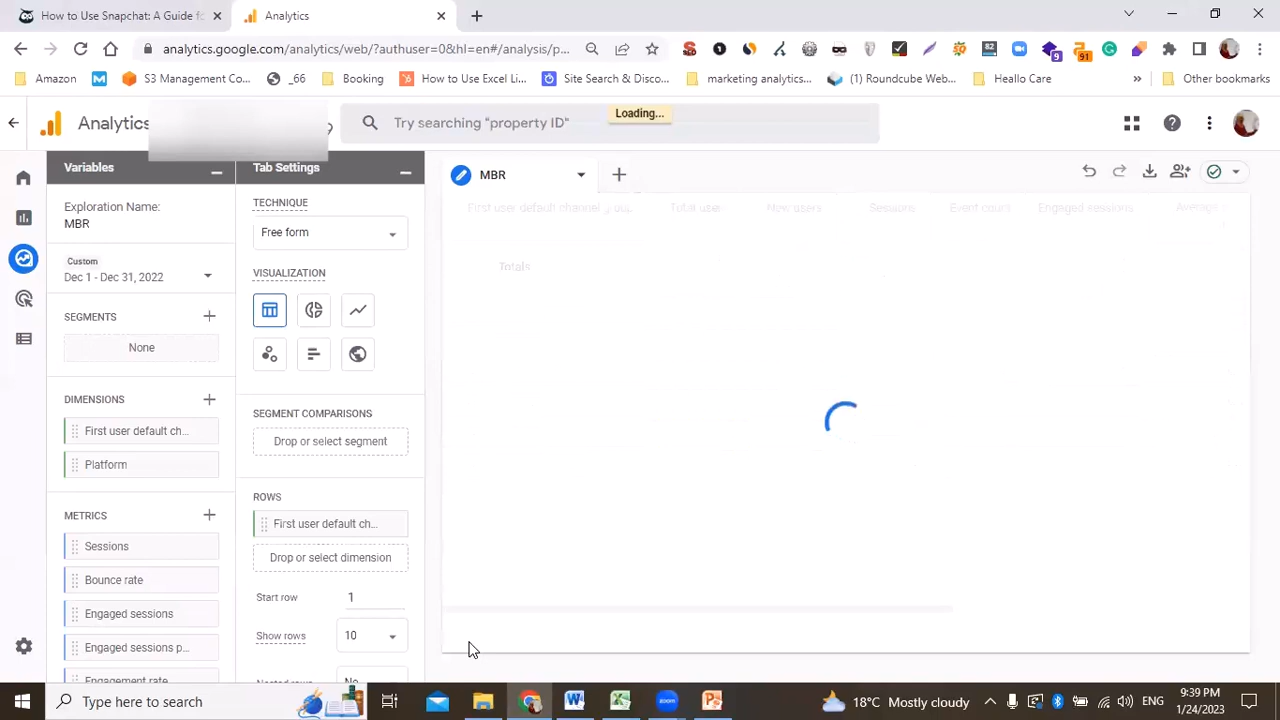 How to Use Snapchat: A Guide fo
Analytics
analytics.google.com/analytics/web/?authuser=0&hl=en#/analysis/p...
82
9
91
Amazon
S3 Management Co...
_66
Booking
How to Use Excel Li...
Site Search & Disco...
marketing analytics...
(1) Roundcube Web...
Heallo Care
»
Other bookmarks
Analytics
Try searching "property ID"
Loading...
Variables
Tab Settings
MBR
Exploration Name:
MBR
Custom
Dec 1 - Dec 31, 2022
SEGMENTS
None
DIMENSIONS
First user default ch...
Platform
METRICS
Sessions
Bounce rate
Engaged sessions
Engaged sessions p...
Engagement rate
TECHNIQUE
Free form
VISUALIZATION
SEGMENT COMPARISONS
Drop or select segment
ROWS
First user default ch...
Drop or select dimension
Start row
1
Show rows
10
Nested rows
No
First user default channel
Total user
New users
Sessions
Event count
Engaged sessions
Average
Totals
Type here to search
18°C Mostly cloudy
ENG
9:39 PM
1/24/2023